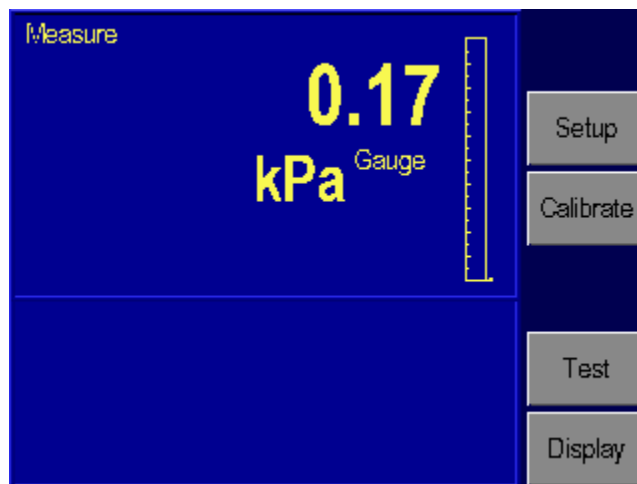 Measure
0.17
kPa Gauge
Setup
Calibrate
Test
Display